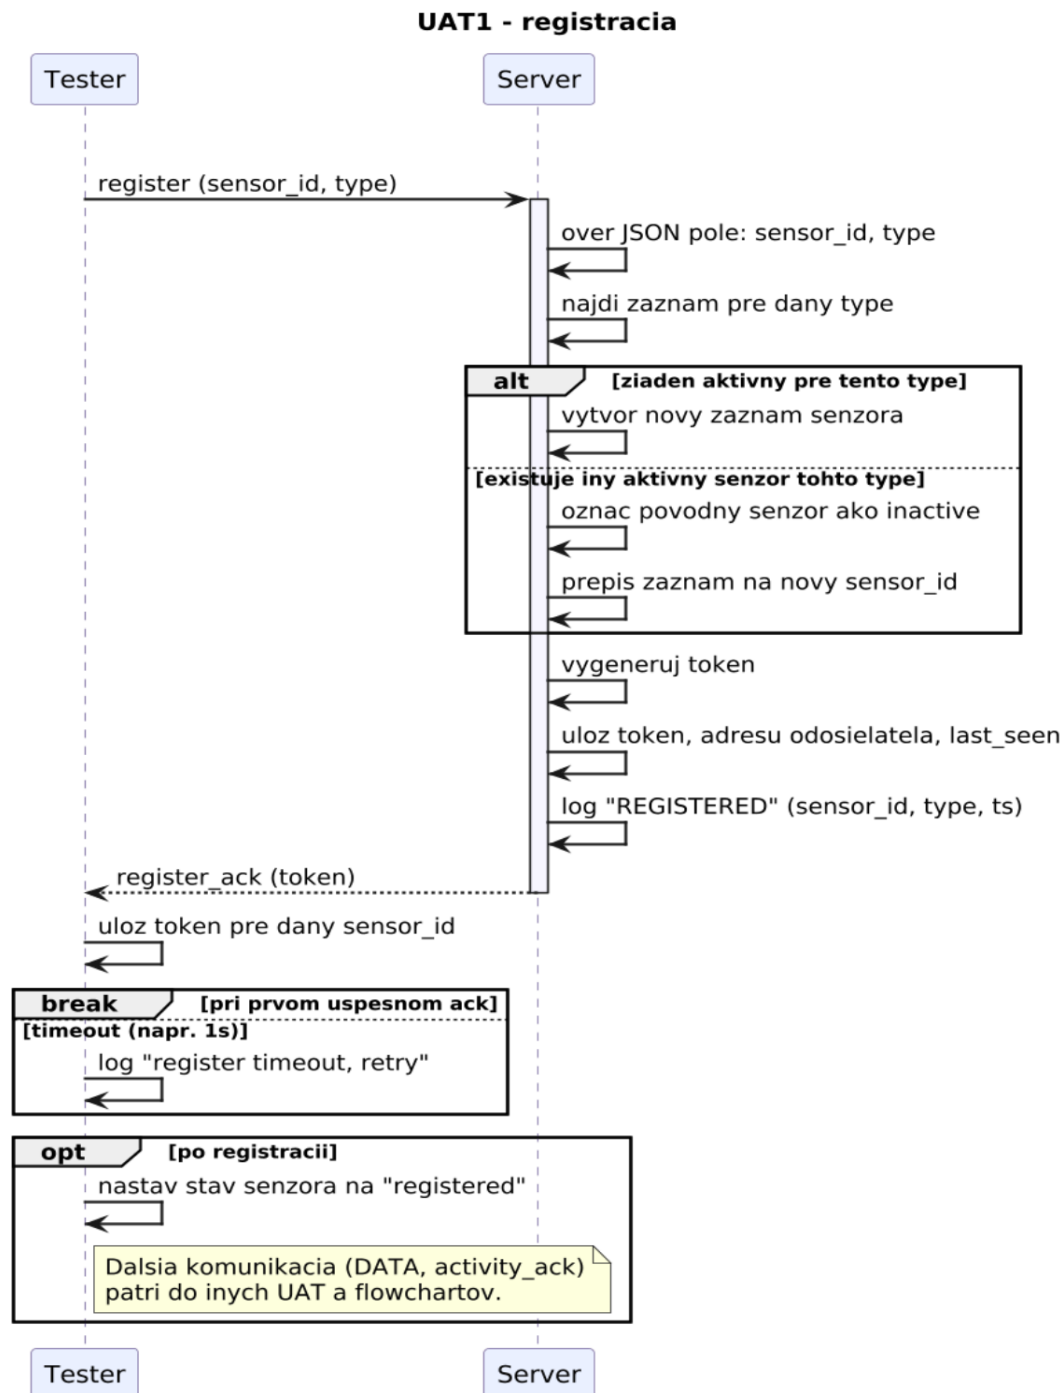 UAT1 - registracia
Tester
Server
register (sensor_id, type)
over JSON pole: sensor_id, type
najdi zaznam pre dany type
alt
[ziaden aktivny pre tento type]
vytvor novy zaznam senzora
[existuje iny aktivny senzor tohto type]
oznac povodny senzor ako inactive
prepis zaznam na novy sensor_id
vygeneruj token
uloz token, adresu odosielatela, last_seen
log "REGISTERED" (sensor_id, type, ts)
register_ack (token)
uloz token pre dany sensor_id
break
[pri prvom uspesnom ack]
[timeout (napr. 1s)]
log "register timeout, retry"
opt
[po registracii]
nastav stav senzora na "registered"
Dalsia komunikacia (DATA, activity_ack)
patri do inych UAT a flowchartov.
Tester
Server